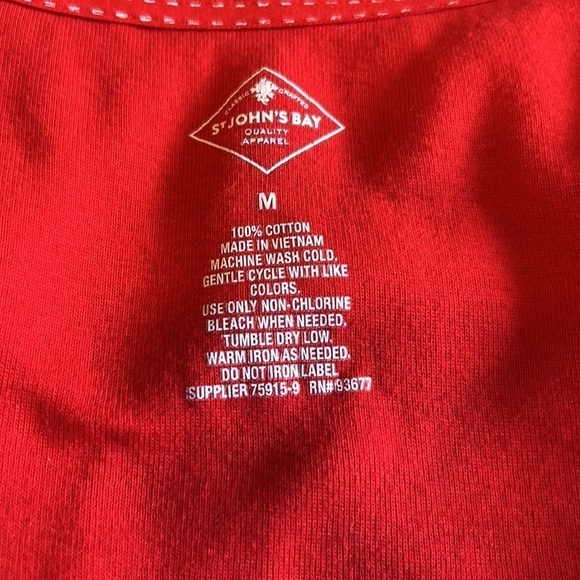 CLASSIC CRAFTED
ST JOHN'S BAY
QUALITY
APPAREL
M
100% COTTON
MADE IN VIETNAM
MACHINE WASH COLD.
GENTLE CYCLE WITH LIKE
COLORS.
USE ONLY NON-CHLORINE
BLEACH WHEN NEEDED.
TUMBLE DRY LOW.
WARM IRON AS NEEDED.
DO NOT IRON LABEL
SUPPLIER 75915-9 RN# 93677